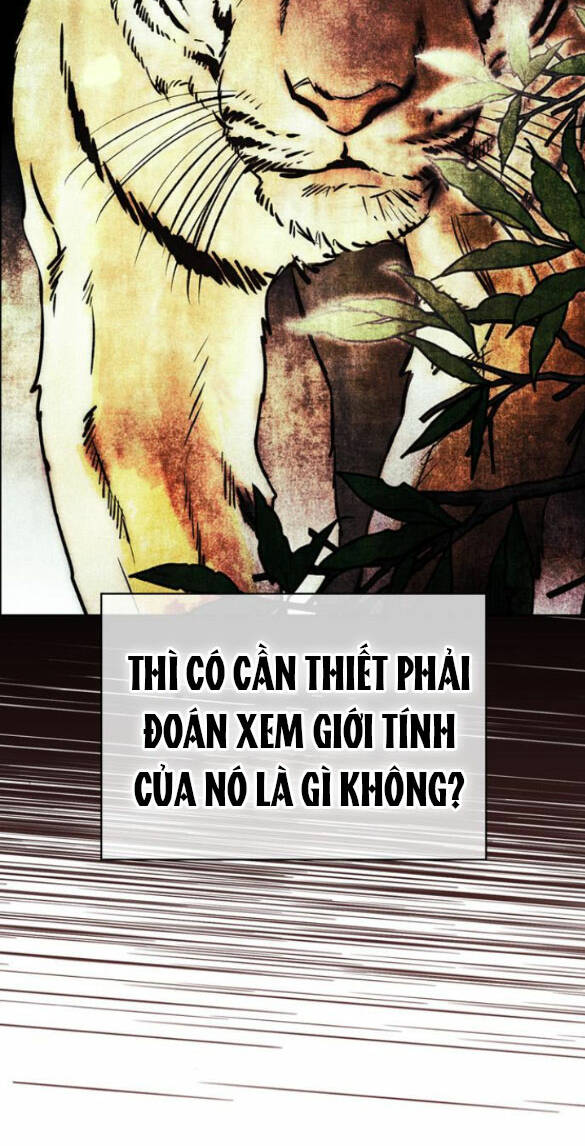 THÌ CÓ CẦN THIẾT PHẢI
ĐOÁN XEM GIỚI TÍNH
CỦA NÓ LÀ GÌ KHÔNG?